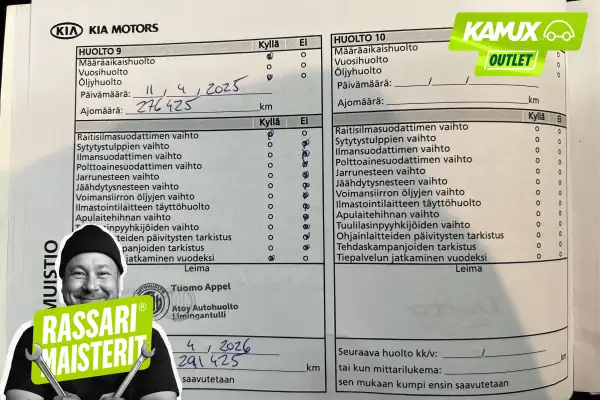 KIA KIA MOTORS
HUOLTO 9 Kyllä Ei
Määräaikaishuolto
Vuosihuolto
Öljyhuolto
Päivämäärä: 11 , 4 , 2025
Ajomäärä: 276425 km
Kyllä Ei
Raitisilmasuodattimen vaihto
Sytytystulppien vaihto
Ilmansuodattimen vaihto
Polttoainesuodattimen vaihto
Jarrunesteen vaihto
Jäähdytysnesteen vaihto
Voimansiirron öljyjen vaihto
Ilmastointilaitteen täyttöhuolto
Apulaitehihnan vaihto
lasinpyyhkijöiden vaihto
laitteiden päivitysten tarkistus
kampanjoiden tarkistus
jatkaminen vuodeksi
Leima
Tuomo Appel
Atoy Autohuolto
Limingantulli
4 , 2026
291425 km
saavutetaan
HUOLTO 10
Määräaikaishuolto
Vuosihuolto
Öljyhuolto
Päivämäärä: / /
Ajomäärä: km
Kyllä Ei
Raitisilmasuodattimen vaihto
Sytytystulppien vaihto
Ilmansuodattimen vaihto
Polttoainesuodattimen vaihto
Jarrunesteen vaihto
Jäähdytysnesteen vaihto
Voimansiirron öljyjen vaihto
Ilmastointilaitteen täyttöhuolto
Apulaitehihnan vaihto
Tuulilasinpyyhkijöiden vaihto
Ohjainlaitteiden päivitysten tarkistus
Tehdaskampanjoiden tarkistus
Tiepalvelun jatkaminen vuodeksi
Leima
Seuraava huolto kk/v: /
tai kun mittarilukema: km
sen mukaan kumpi ensin saavutetaan
MUISTIO
KAMUX
OUTLET
RASSARI®
MAISTERIT